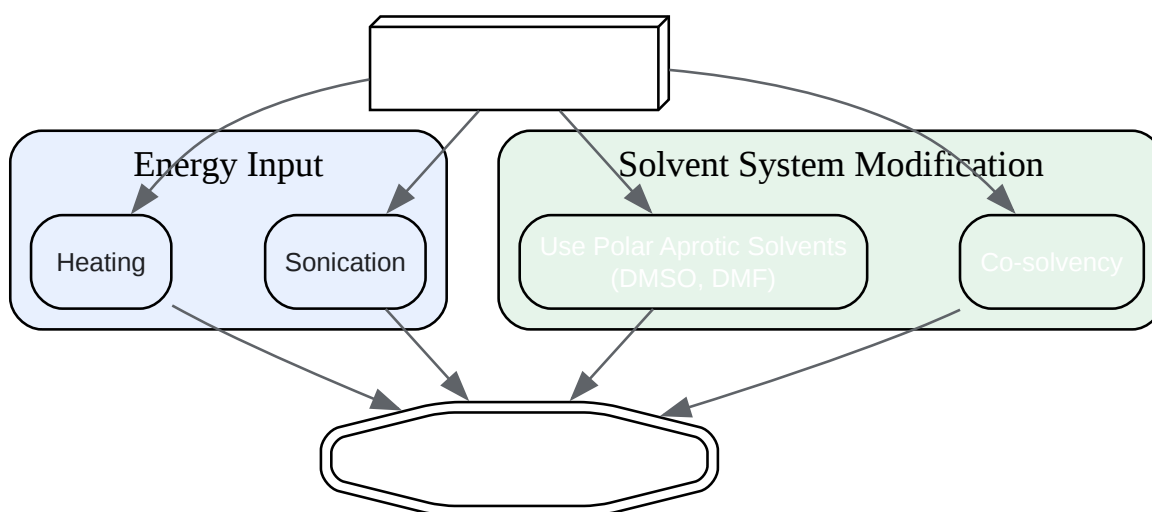 Energy Input
Solvent System Modification
Heating
Sonication
Use Polar Aprotic Solvents
(DMSO, DMF)
Co-solvency